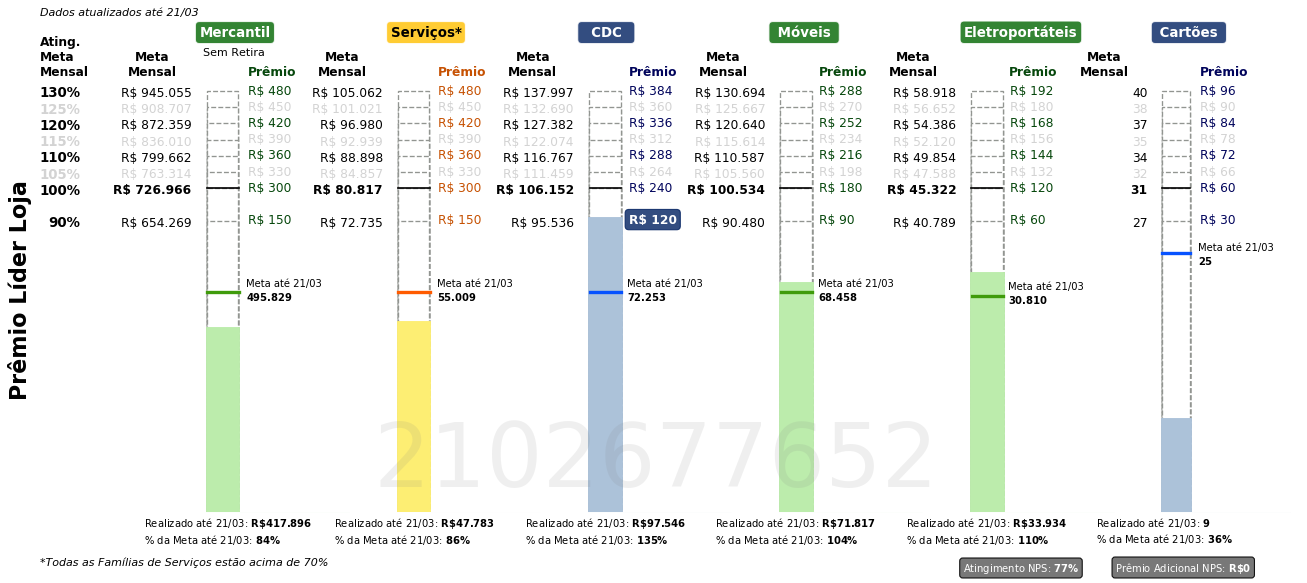 Dados atualizados até 21/03
Mercantil Serviços* CDC Móveis Eletroportáteis Cartões
Sem Retira
Ating. Meta Mensal
Meta Mensal Prêmio Meta Mensal Prêmio Meta Mensal Prêmio Meta Mensal Prêmio Meta Mensal Prêmio Meta Mensal Prêmio
130% R$ 945.055 R$ 480 R$ 105.062 R$ 480 R$ 137.997 R$ 384 R$ 130.694 R$ 288 R$ 58.918 R$ 192 40 R$ 96
125% R$ 908.707 R$ 450 R$ 101.021 R$ 450 R$ 132.690 R$ 360 R$ 125.667 R$ 270 R$ 56.652 R$ 180 38 R$ 90
120% R$ 872.359 R$ 420 R$ 96.980 R$ 420 R$ 127.382 R$ 336 R$ 120.640 R$ 252 R$ 54.386 R$ 168 37 R$ 84
115% R$ 836.010 R$ 390 R$ 92.939 R$ 390 R$ 122.074 R$ 312 R$ 115.614 R$ 234 R$ 52.120 R$ 156 35 R$ 78
110% R$ 799.662 R$ 360 R$ 88.898 R$ 360 R$ 116.767 R$ 288 R$ 110.587 R$ 216 R$ 49.854 R$ 144 34 R$ 72
105% R$ 763.314 R$ 330 R$ 84.857 R$ 330 R$ 111.459 R$ 264 R$ 105.560 R$ 198 R$ 47.588 R$ 132 32 R$ 66
100% R$ 726.966 R$ 300 R$ 80.817 R$ 300 R$ 106.152 R$ 240 R$ 100.534 R$ 180 R$ 45.322 R$ 120 31 R$ 60
90% R$ 654.269 R$ 150 R$ 72.735 R$ 150 R$ 95.536 R$ 120 R$ 90.480 R$ 90 R$ 40.789 R$ 60 27 R$ 30
Prêmio Líder Loja
Meta até 21/03 Meta até 21/03 Meta até 21/03 Meta até 21/03 Meta até 21/03 Meta até 21/03
495.829 55.009 72.253 68.458 30.810 25
2102677652
Realizado até 21/03: R$417.896 Realizado até 21/03: R$47.783 Realizado até 21/03: R$97.546 Realizado até 21/03: R$71.817 Realizado até 21/03: R$33.934 Realizado até 21/03: 9
% da Meta até 21/03: 84% % da Meta até 21/03: 86% % da Meta até 21/03: 135% % da Meta até 21/03: 104% % da Meta até 21/03: 110% % da Meta até 21/03: 36%
*Todas as Famílias de Serviços estão acima de 70% Atingimento NPS: 77% Prêmio Adicional NPS: R$0